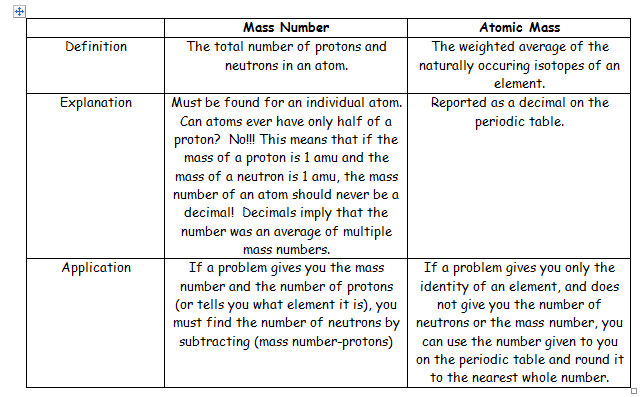 Mass Number
Atomic Mass
Definition
The total number of protons and
neutrons in an atom.
The weighted average of the
naturally occuring isotopes of an
element.
Explanation
Must be found for an individual atom.
Can atoms ever have only half of a
proton?  No!!! This means that if the
mass of a proton is 1 amu and the
mass of a neutron is 1 amu, the mass
number of an atom should never be a
decimal!  Decimals imply that the
number was an average of multiple
mass numbers.
Reported as a decimal on the
periodic table.
Application
If a problem gives you the mass
number and the number of protons
(or tells you what element it is), you
must find the number of neutrons by
subtracting (mass number-protons)
If a problem gives you only the
identity of an element, and does
not give you the number of
neutrons or the mass number, you
can use the number given to you
on the periodic table and round it
to the nearest whole number.